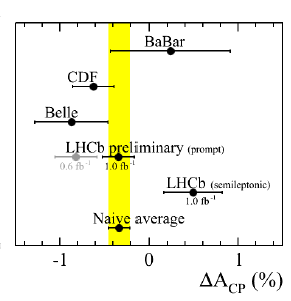 BaBar
CDF
Belle
LHCb preliminary (prompt)
0.6 fb⁻¹ 1.0 fb⁻¹
LHCb (semileptonic)
1.0 fb⁻¹
Naive average
-1 0 1
ΔA_CP (%)